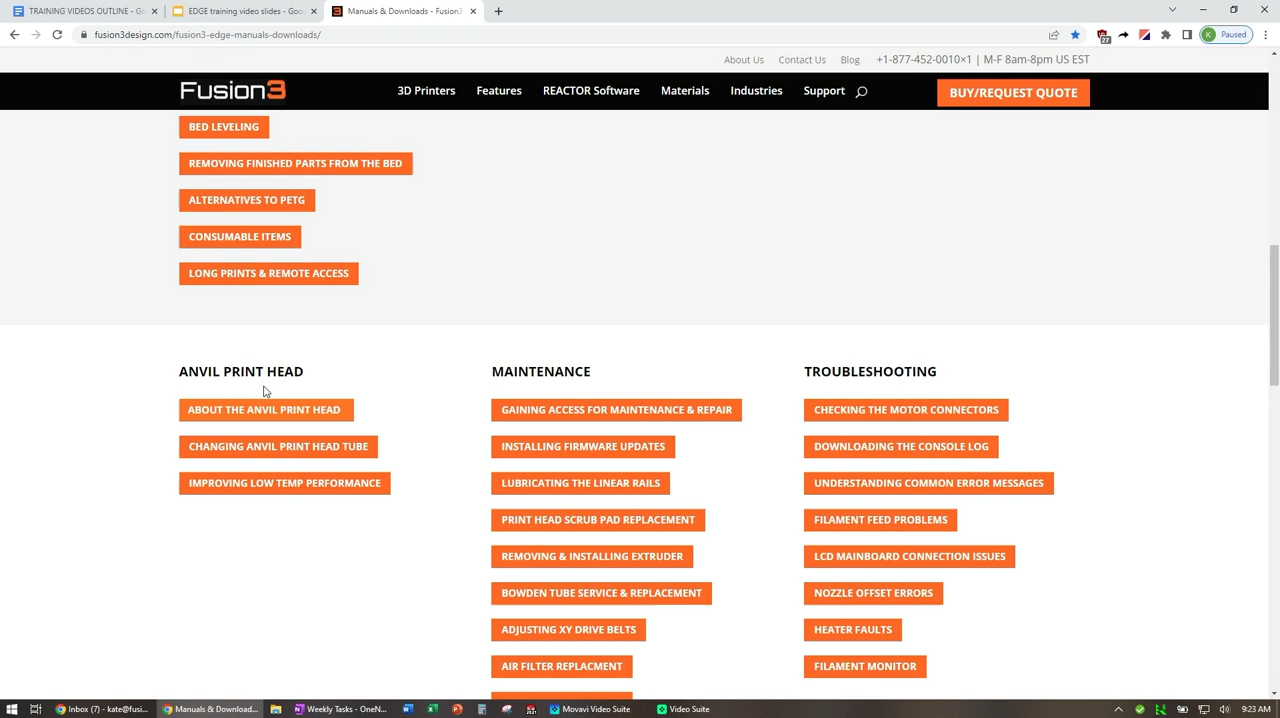 TRAINING VIDEOS OUTLINE - Go
EDGE training video slides - Goo
Manuals & Downloads - Fusion3
fusion3design.com/fusion3-edge-manuals-downloads/
27
K Paused
About Us Contact Us Blog +1-877-452-0010×1 | M-F 8am-8pm US EST
Fusion3
3D Printers Features REACTOR Software Materials Industries Support BUY/REQUEST QUOTE
BED LEVELING
REMOVING FINISHED PARTS FROM THE BED
ALTERNATIVES TO PETG
CONSUMABLE ITEMS
LONG PRINTS & REMOTE ACCESS
ANVIL PRINT HEAD
ABOUT THE ANVIL PRINT HEAD
CHANGING ANVIL PRINT HEAD TUBE
IMPROVING LOW TEMP PERFORMANCE
MAINTENANCE
GAINING ACCESS FOR MAINTENANCE & REPAIR
INSTALLING FIRMWARE UPDATES
LUBRICATING THE LINEAR RAILS
PRINT HEAD SCRUB PAD REPLACEMENT
REMOVING & INSTALLING EXTRUDER
BOWDEN TUBE SERVICE & REPLACEMENT
ADJUSTING XY DRIVE BELTS
AIR FILTER REPLACMENT
TROUBLESHOOTING
CHECKING THE MOTOR CONNECTORS
DOWNLOADING THE CONSOLE LOG
UNDERSTANDING COMMON ERROR MESSAGES
FILAMENT FEED PROBLEMS
LCD MAINBOARD CONNECTION ISSUES
NOZZLE OFFSET ERRORS
HEATER FAULTS
FILAMENT MONITOR
Inbox (7) - kate@fusi... Manuals & Download... Weekly Tasks - OneN... Movavi Video Suite Video Suite 9:23 AM